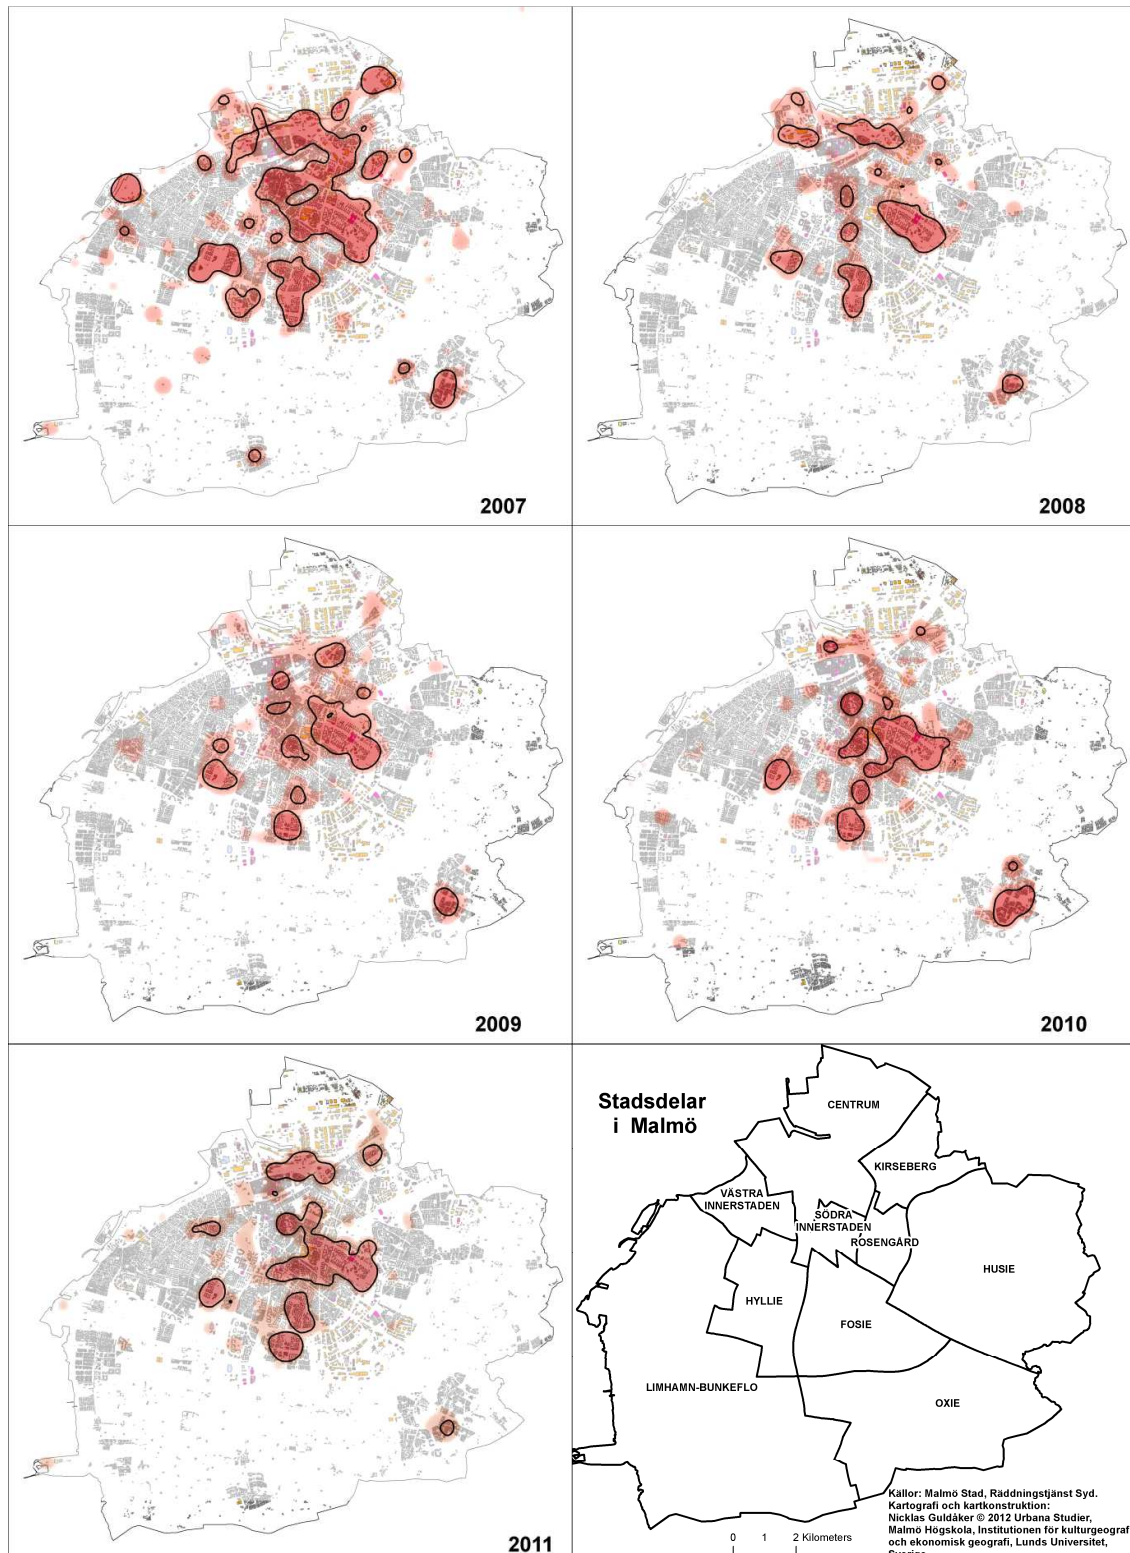 2007
2008
2009
2010
2011
Stadsdelar
i Malmö
CENTRUM
KIRSEBERG
VÄSTRA
INNERSTADEN
SÖDRA
INNERSTADEN
ROSENGÅRD
HUSIE
HYLLIE
FOSIE
LIMHAMN-BUNKEFLO
OXIE
Källor: Malmö Stad, Räddningstjänst Syd.
Kartografi och kartkonstruktion:
Nicklas Guldåker © 2012 Urbana Studier,
Malmö Högskola, Institutionen för kulturgeograf
och ekonomisk geografi, Lunds Universitet,
0 1 2 Kilometers